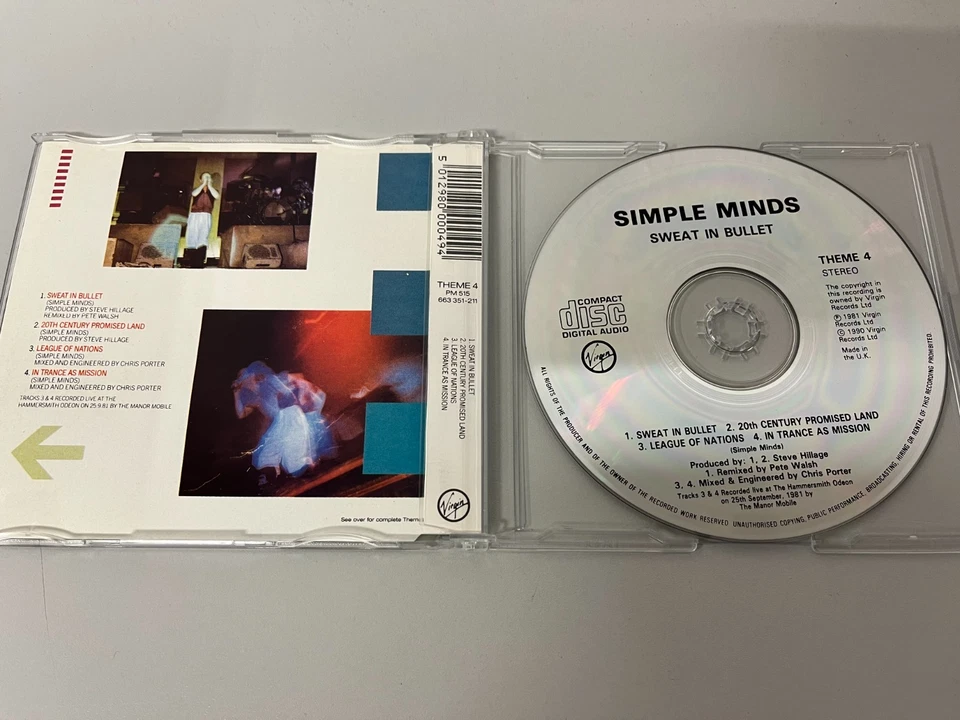 1. SWEAT IN BULLET
(SIMPLE MINDS)
PRODUCED BY STEVE HILLAGE
REMIXED BY PETE WALSH
2. 20TH CENTURY PROMISED LAND
(SIMPLE MINDS)
PRODUCED BY STEVE HILLAGE
3. LEAGUE OF NATIONS
(SIMPLE MINDS)
MIXED AND ENGINEERED BY CHRIS PORTER
4. IN TRANCE AS MISSION
(SIMPLE MINDS)
MIXED AND ENGINEERED BY CHRIS PORTER
TRACKS 3 & 4 RECORDED LIVE AT THE
HAMMERSMITH ODEON ON 25.9.81 BY THE MANOR MOBILE
See over for complete Theme
5 012980 000494
THEME 4
PM 515
663 351-211
1. SWEAT IN BULLET
2. 20TH CENTURY PROMISED LAND
3. LEAGUE OF NATIONS
4. IN TRANCE AS MISSION
Virgin
SIMPLE MINDS
SWEAT IN BULLET
THEME 4
STEREO
The copyright in
this recording is
owned by Virgin
Records Ltd
℗ 1981 Virgin
Records Ltd
© 1990 Virgin
Records Ltd
Made in
the U.K.
COMPACT
disc
DIGITAL AUDIO
Virgin
1. SWEAT IN BULLET 2. 20th CENTURY PROMISED LAND
3. LEAGUE OF NATIONS 4. IN TRANCE AS MISSION
(Simple Minds)
Produced by: 1, 2. Steve Hillage
1. Remixed by Pete Walsh
3. 4. Mixed & Engineered by Chris Porter
Tracks 3 & 4 Recorded live at The Hammersmith Odeon
on 25th September, 1981 by
The Manor Mobile
ALL RIGHTS OF THE PRODUCER AND OF THE OWNER OF THE RECORDED WORK RESERVED UNAUTHORISED COPYING, PUBLIC PERFORMANCE, BROADCASTING, HIRING OR RENTAL OF THIS RECORDING PROHIBITED.